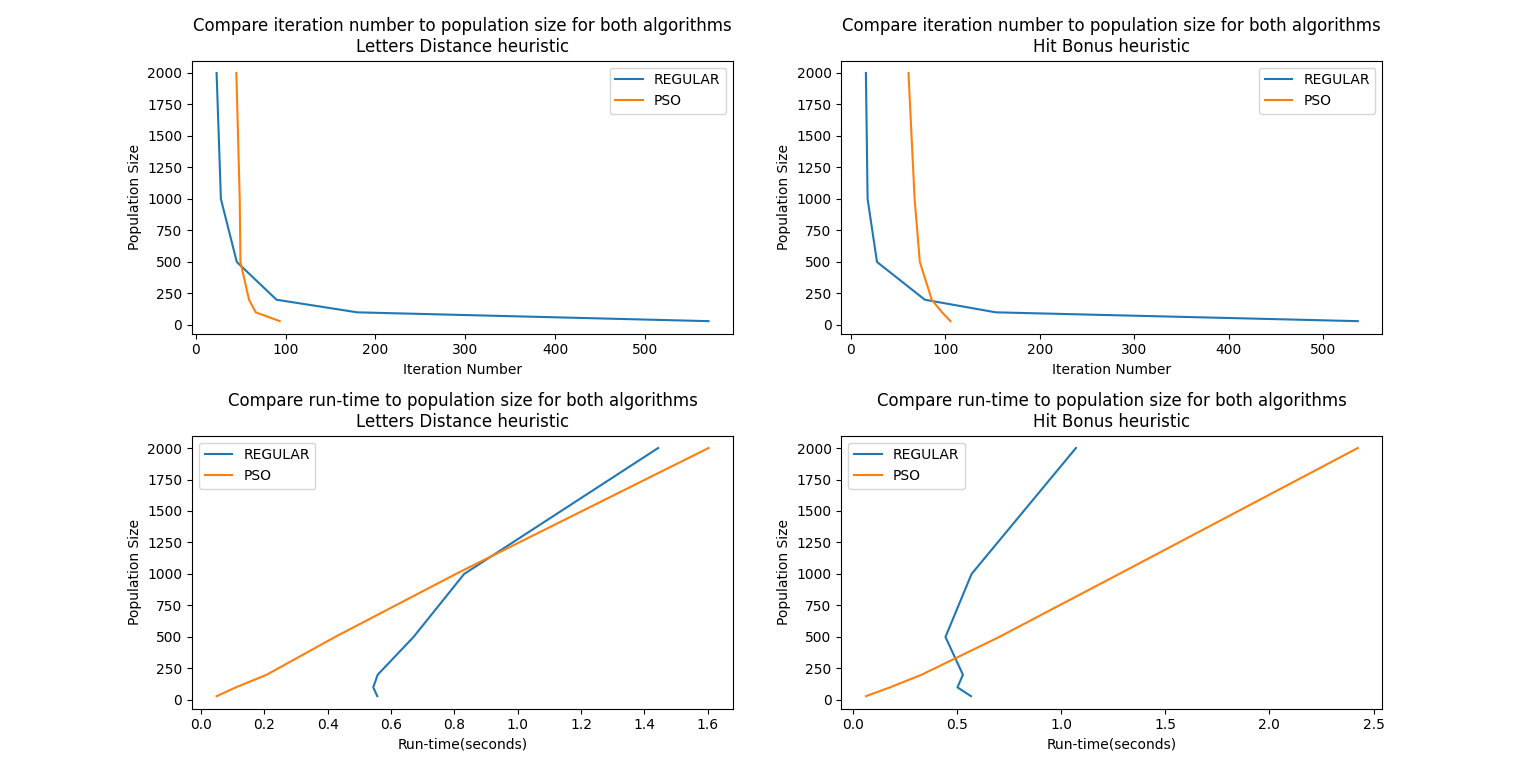 Compare iteration number to population size for both algorithms
Letters Distance heuristic
2000
1750
1500
1250
1000
750
500
250
0
Population Size
REGULAR
PSO
0 100 200 300 400 500
Iteration Number
Compare iteration number to population size for both algorithms
Hit Bonus heuristic
2000
1750
1500
1250
1000
750
500
250
0
Population Size
REGULAR
PSO
0 100 200 300 400 500
Iteration Number
Compare run-time to population size for both algorithms
Letters Distance heuristic
2000
1750
1500
1250
1000
750
500
250
0
Population Size
REGULAR
PSO
0.0 0.2 0.4 0.6 0.8 1.0 1.2 1.4 1.6
Run-time(seconds)
Compare run-time to population size for both algorithms
Hit Bonus heuristic
2000
1750
1500
1250
1000
750
500
250
0
Population Size
REGULAR
PSO
0.0 0.5 1.0 1.5 2.0 2.5
Run-time(seconds)